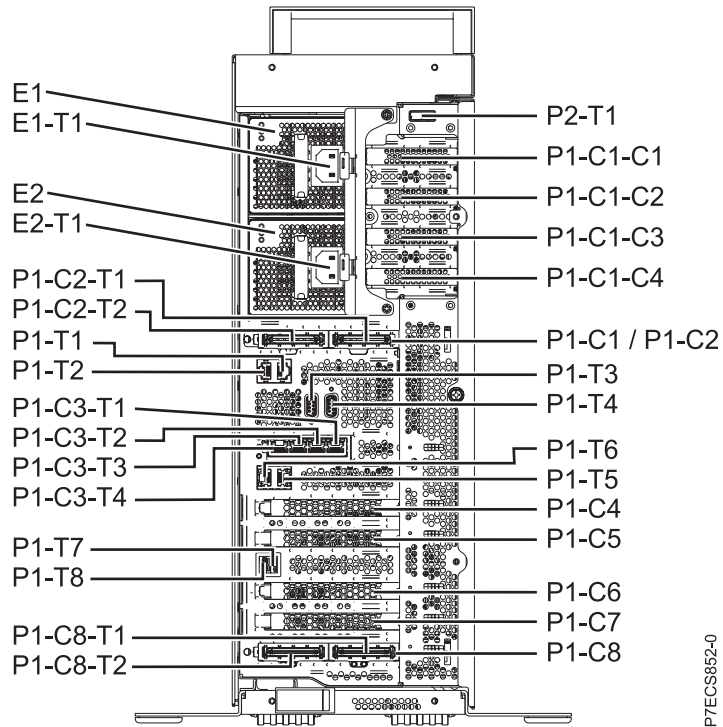 E1
E1-T1
E2
E2-T1
P1-C2-T1
P1-C2-T2
P1-T1
P1-T2
P1-C3-T1
P1-C3-T2
P1-C3-T3
P1-C3-T4
P1-T7
P1-T8
P1-C8-T1
P1-C8-T2
P2-T1
P1-C1-C1
P1-C1-C2
P1-C1-C3
P1-C1-C4
P1-C1 / P1-C2
P1-T3
P1-T4
P1-T6
P1-T5
P1-C4
P1-C5
P1-C6
P1-C7
P1-C8
P7ECS852-0